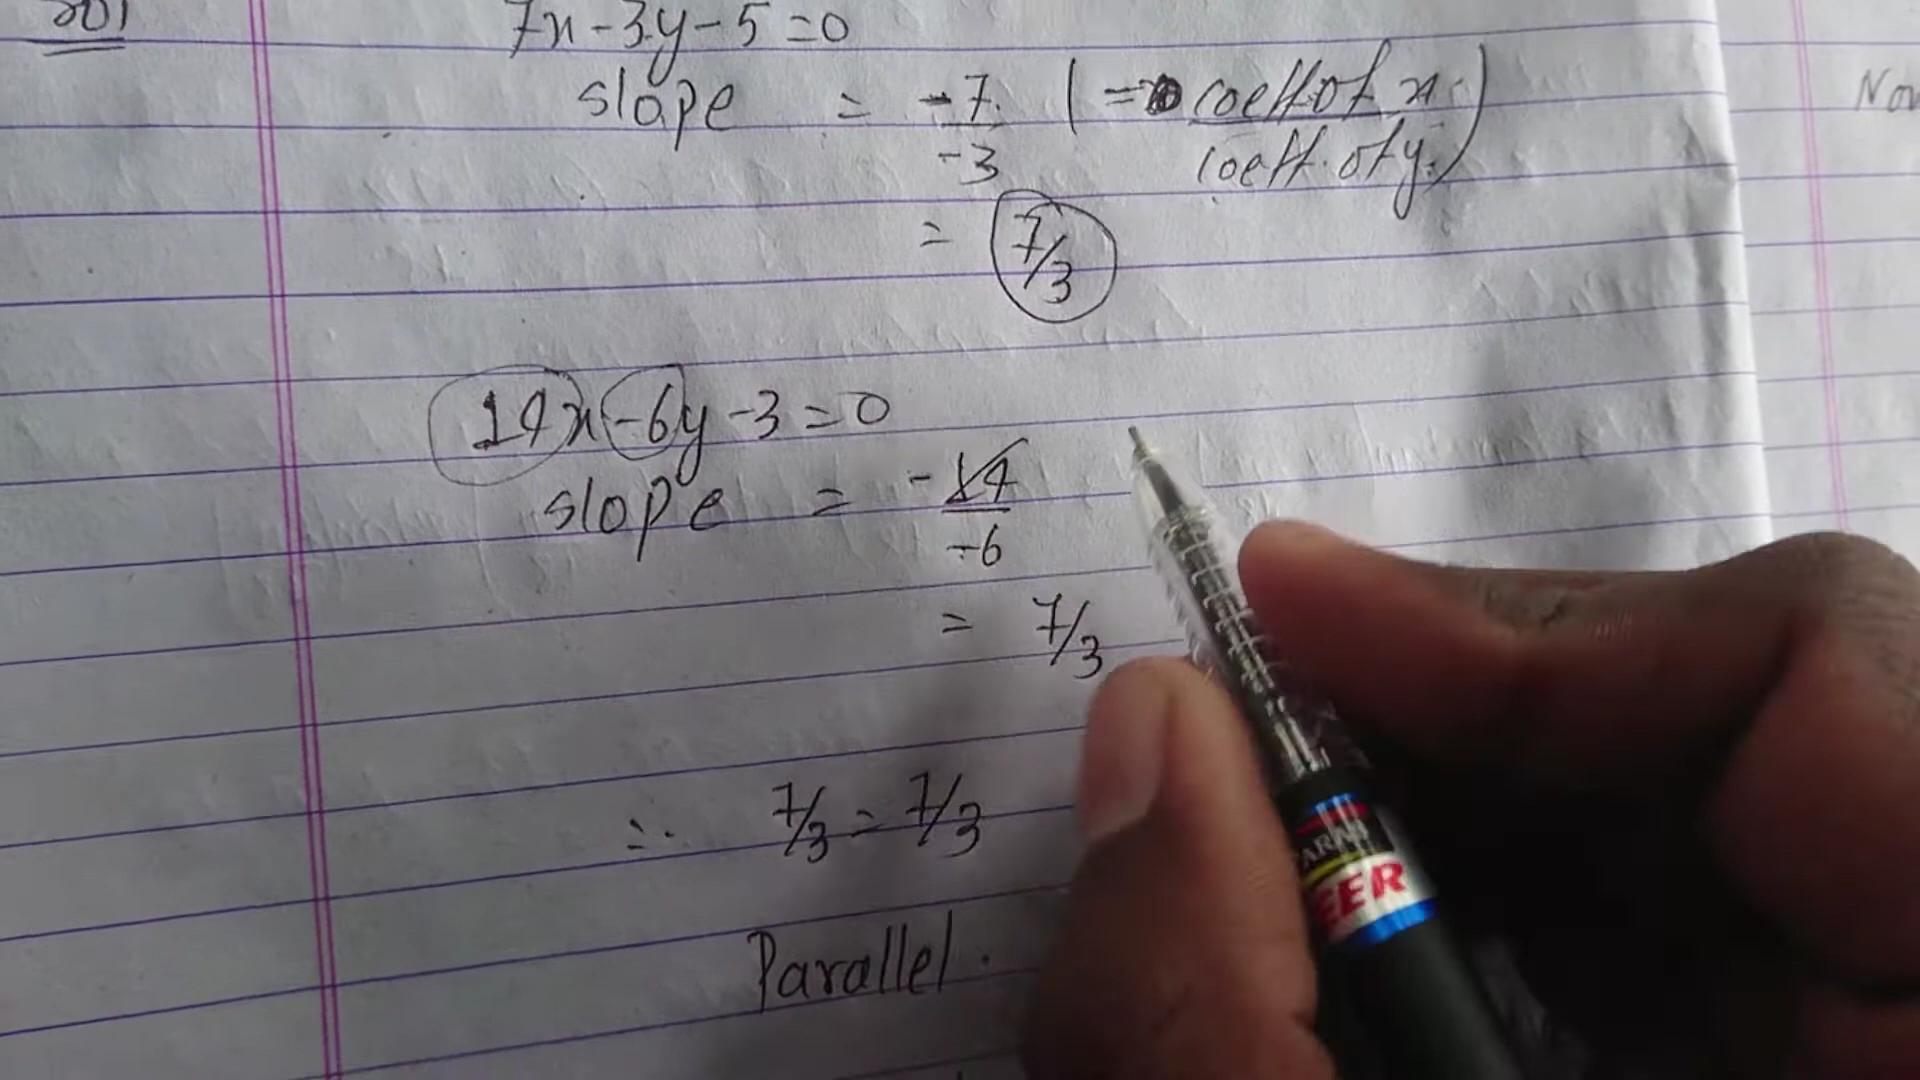 sol
7x-3y-5=0
slope = -7/-3 (= - coeff of x / coeff. of y.)
= 7/3
14x-6y-3=0
slope = -14/-6
= 7/3
∴ 7/3 = 7/3
Parallel.